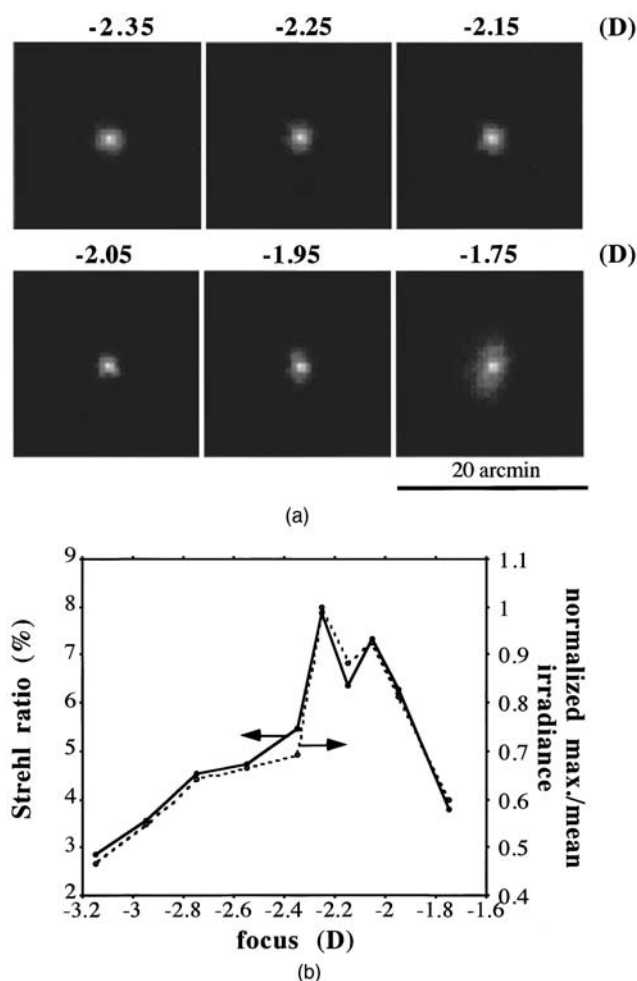 -2.35 -2.25 -2.15 (D)
-2.05 -1.95 -1.75 (D)
20 arcmin
(a)
9
8
7
6
5
4
3
2
Strehl ratio (%)
1.1
1
0.9
0.8
0.7
0.6
0.5
0.4
normalized max./mean
irradiance
-3.2 -3 -2.8 -2.6 -2.4 -2.2 -2 -1.8 -1.6
focus (D)
(b)